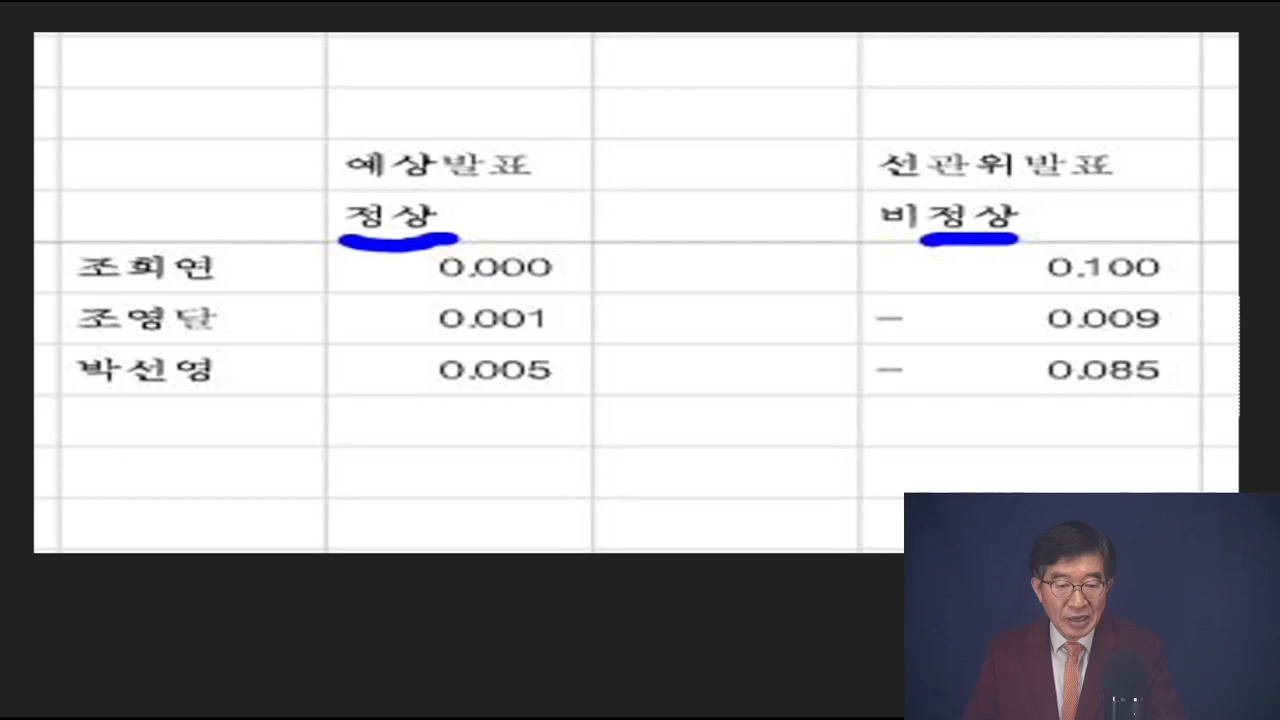 예상발표 선관위발표
정상 비정상
조희연 0.000 0.100
조영달 0.001 - 0.009
박선영 0.005 - 0.085